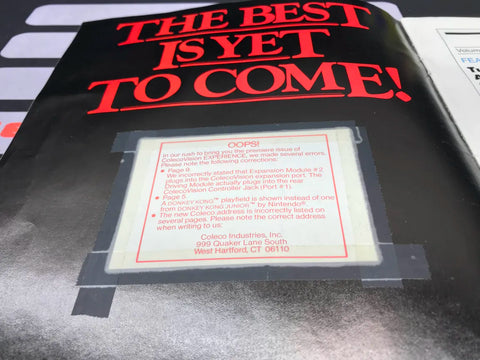 THE BEST
IS YET
TO COME!
OOPS!
In our rush to bring you the premiere issue of
ColecoVision EXPERIENCE, we made several errors.
Please note the following corrections:
• Page 9
We incorrectly stated that Expansion Module #2
plugs into the ColecoVision expansion port. The
Driving Module actually plugs into the rear
ColecoVision Controller Jack (Port #1).
• Page 5
A DONKEY KONG™ playfield is shown instead of one
from DONKEY KONG JUNIOR™ by Nintendo®.
• The new Coleco address is incorrectly listed on
several pages. Please note the correct address
when writing to us:
Coleco Industries, Inc.
999 Quaker Lane South
West Hartford, CT 06110
Volum
FEA